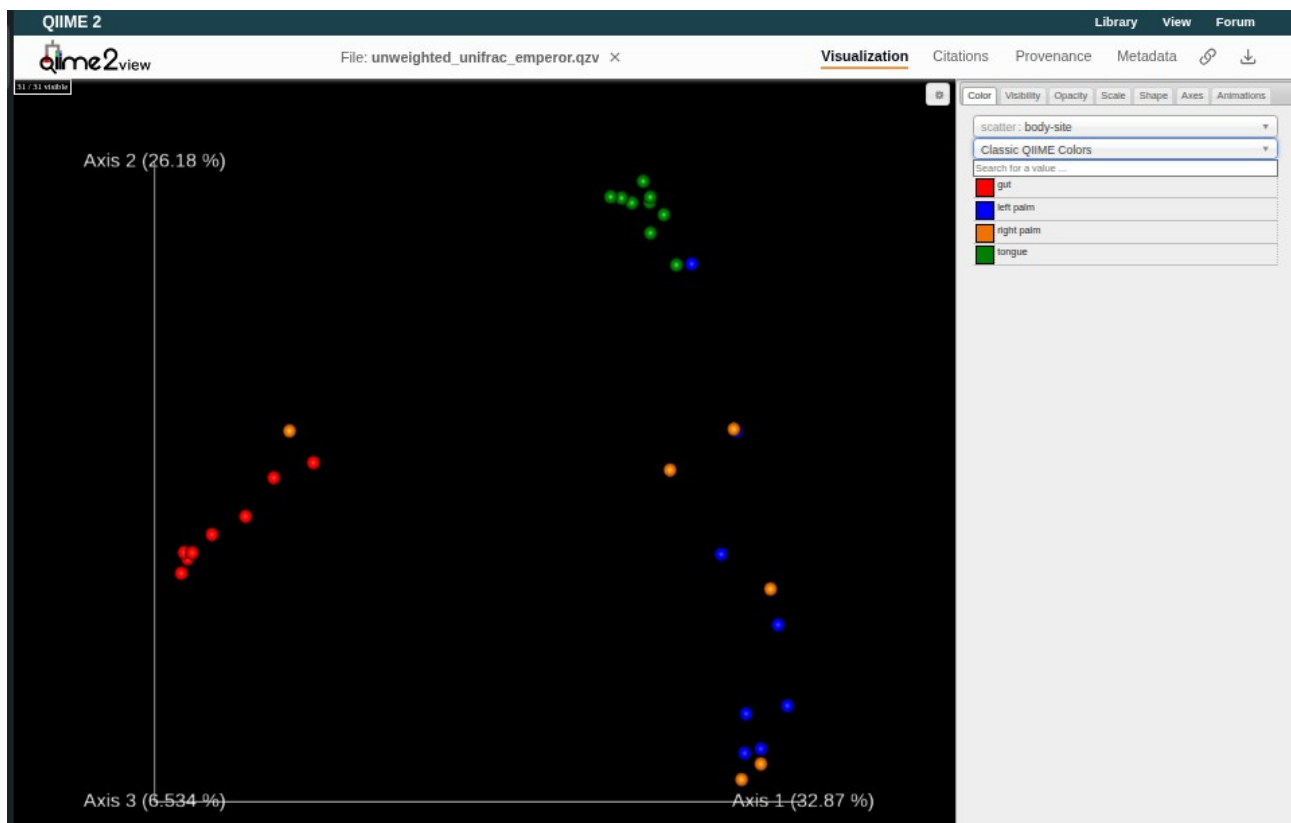 QIIME 2
Library View Forum
qiime2view
File: unweighted_unifrac_emperor.qzv ×
Visualization Citations Provenance Metadata
31 / 31 visible
Color Visibility Opacity Scale Shape Axes Animations
scatter: body-site
Classic QIIME Colors
Search for a value ...
gut
left palm
right palm
tongue
Axis 2 (26.18 %)
Axis 3 (6.534 %)
Axis 1 (32.87 %)